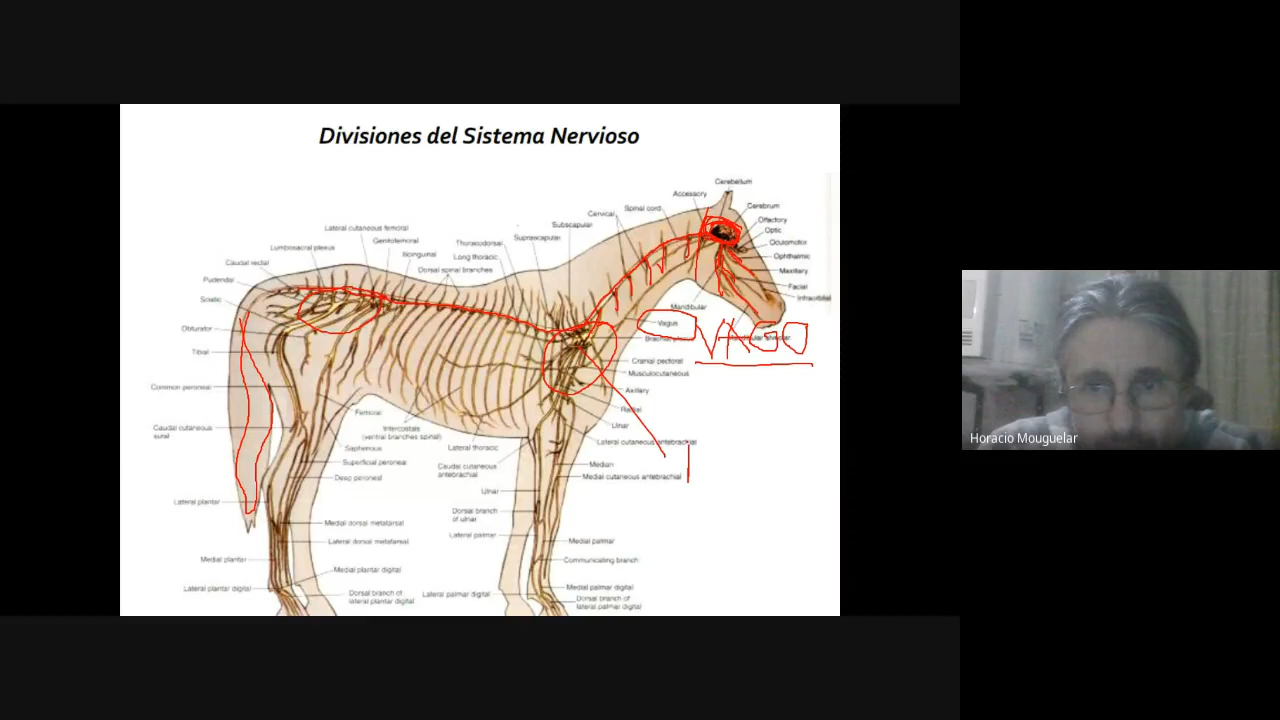 Divisiones del Sistema Nervioso
Cerebellum
Accessory
Cerebrum
Spinal cord
Cervical
Olfactory
Optic
Subscapular
Lateral cutaneous femoral
Suprascapular
Oculomotor
Genitofemoral
Thoracodorsal
Lumbosacral plexus
Ilioinguinal
Long thoracic
Ophthalmic
Caudal rectal
Dorsal spinal branches
Maxillary
Pudendal
Facial
Sciatic
Infraorbital
Mandibular
Vagus
VAGO
Obturator
Brachial plexus
Tibial
Cranial pectoral
Musculocutaneous
Common peroneal
Axillary
Radial
Femoral
Ulnar
Caudal cutaneous
sural
Intercostals
(ventral branches spinal)
Lateral cutaneous antebrachial
Saphenous
Lateral thoracic
Superficial peroneal
Caudal cutaneous
antebrachial
Median
Deep peroneal
Medial cutaneous antebrachial
Ulnar
Lateral plantar
Dorsal branch
of ulnar
Medial dorsal metatarsal
Lateral palmar
Lateral dorsal metatarsal
Medial palmar
Medial plantar
Communicating branch
Medial plantar digital
Lateral plantar digital
Medial palmar digital
Dorsal branch of
lateral plantar digital
Lateral palmar digital
Dorsal branch of
lateral palmar digital
Horacio Mouguelar